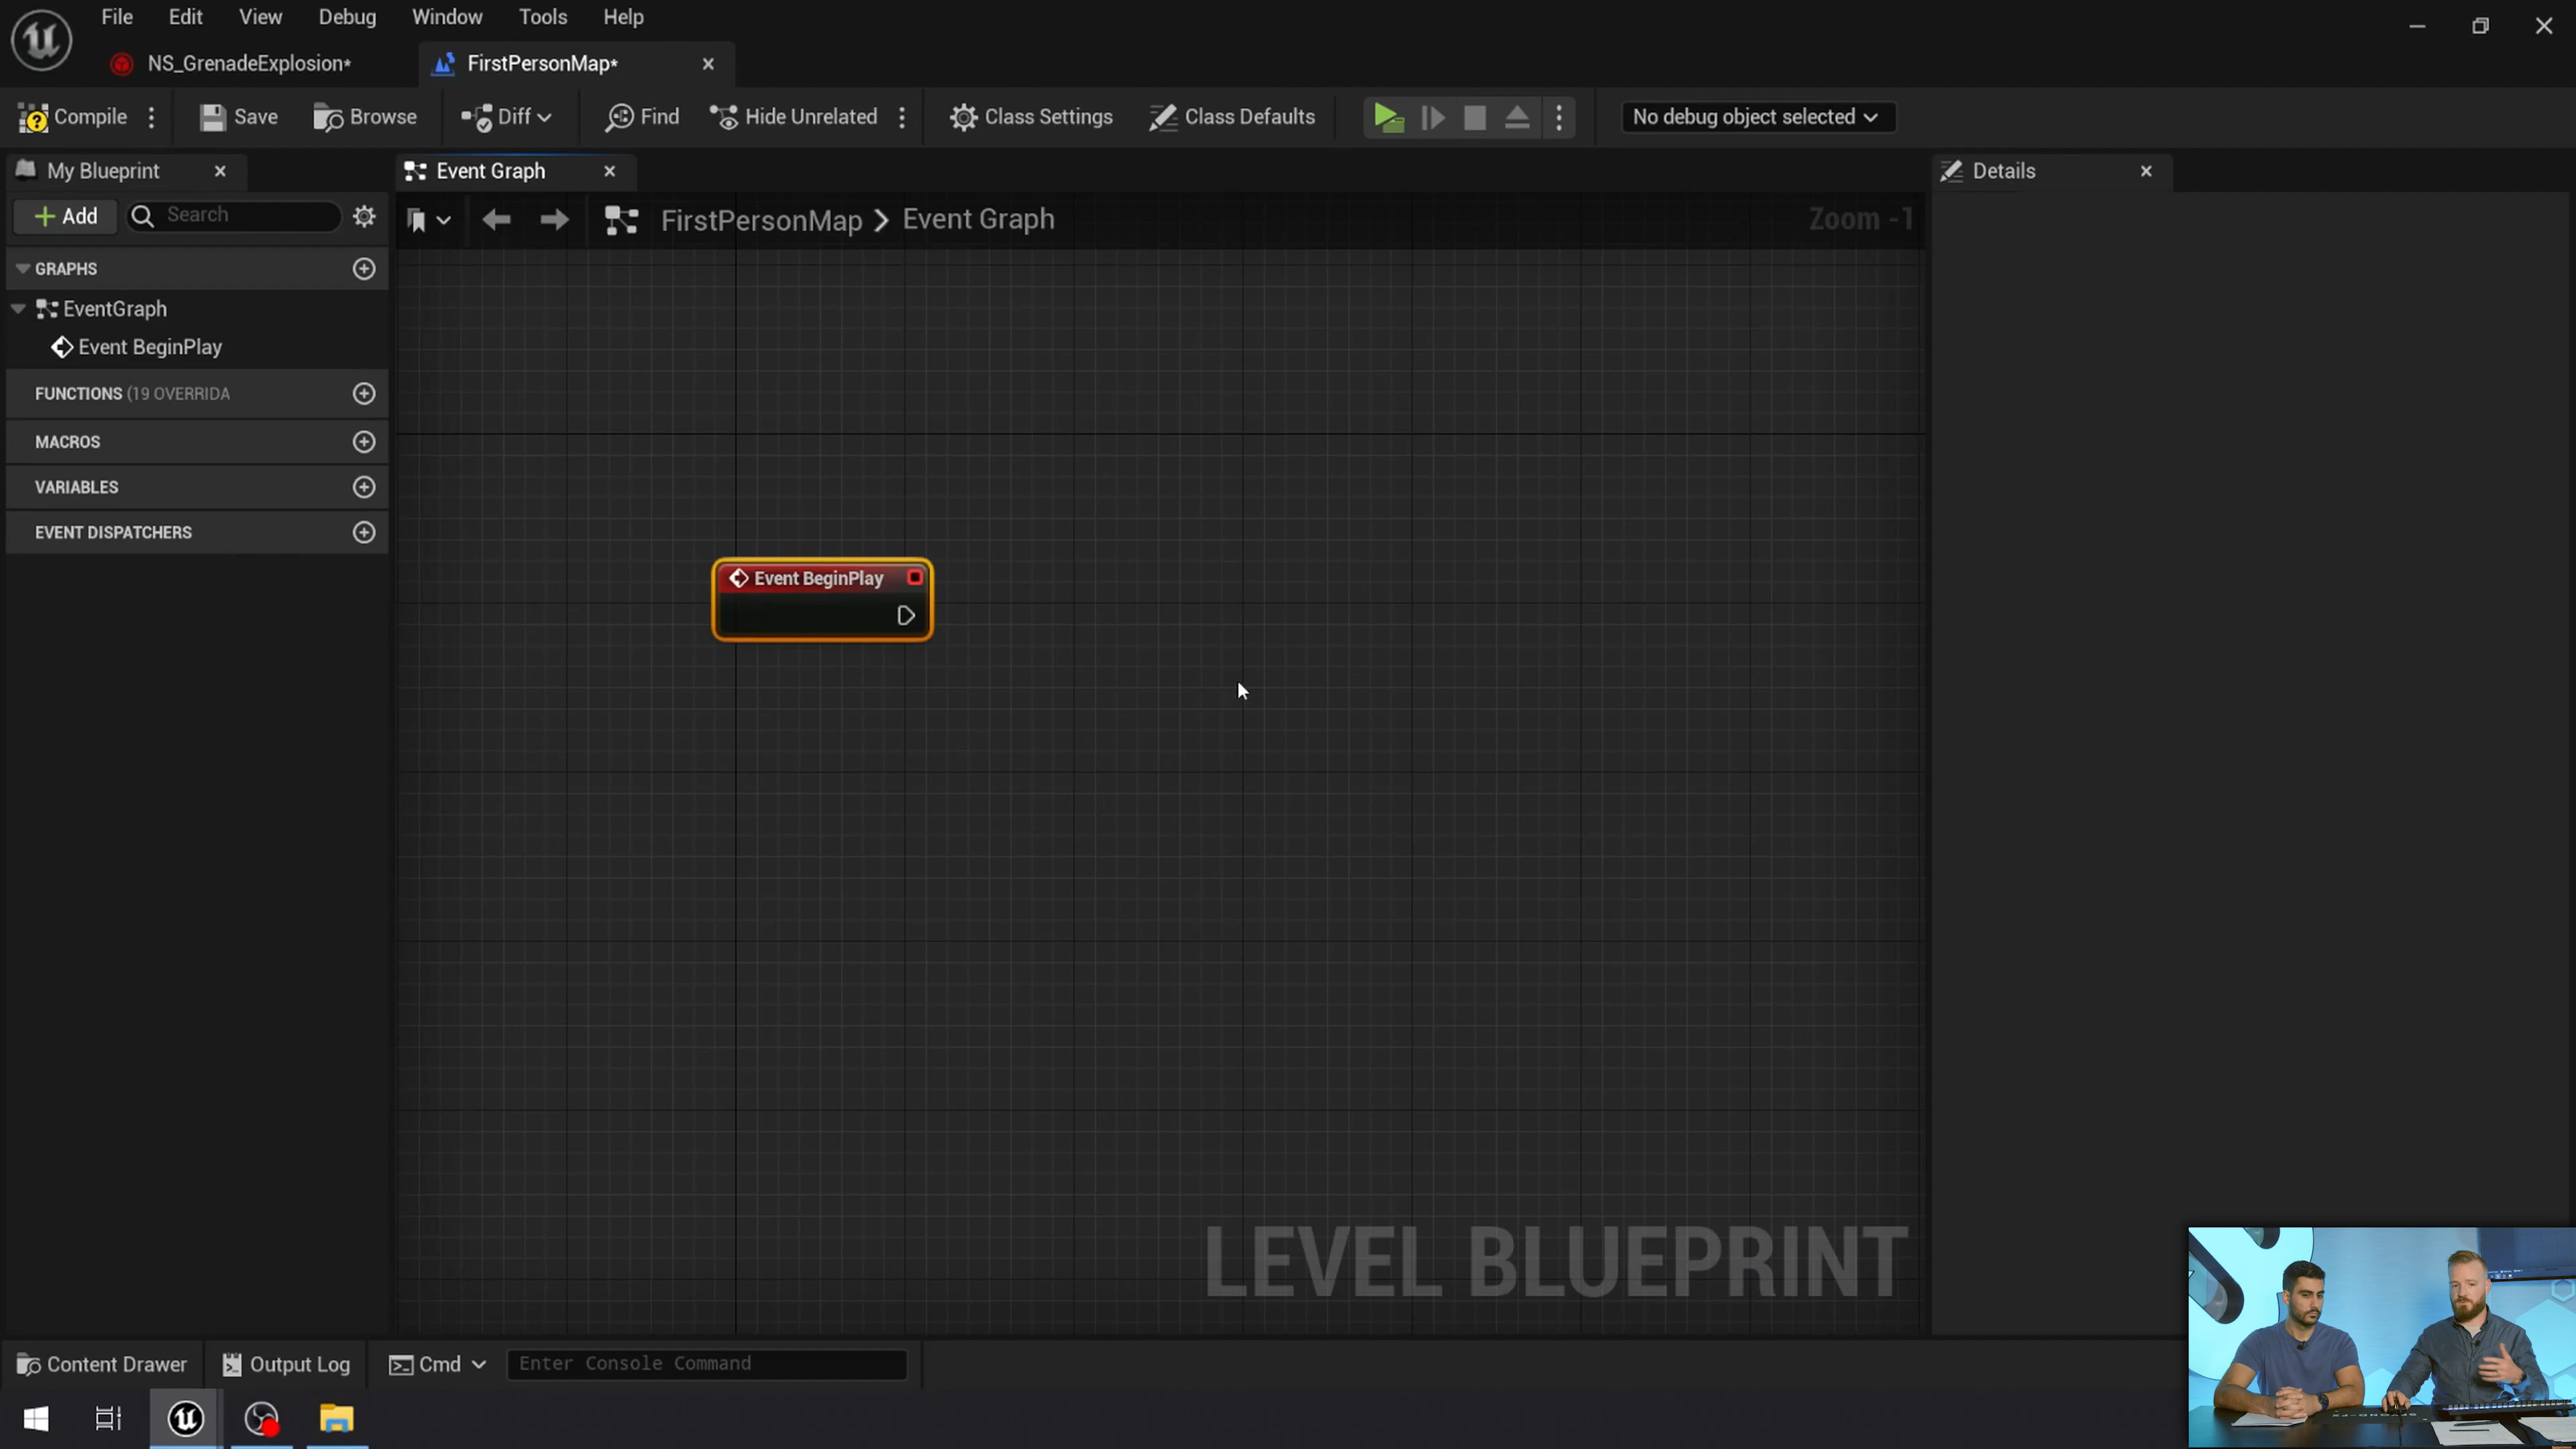 File Edit View Debug Window Tools Help
NS_GrenadeExplosion* FirstPersonMap*
Compile Save Browse Diff Find Hide Unrelated Class Settings Class Defaults No debug object selected
My Blueprint Event Graph Details
Add Search FirstPersonMap > Event Graph Zoom -1
GRAPHS
EventGraph
Event BeginPlay
FUNCTIONS (19 OVERRIDA
MACROS
VARIABLES
EVENT DISPATCHERS
Event BeginPlay
LEVEL BLUEPRINT
Content Drawer Output Log Cmd Enter Console Command